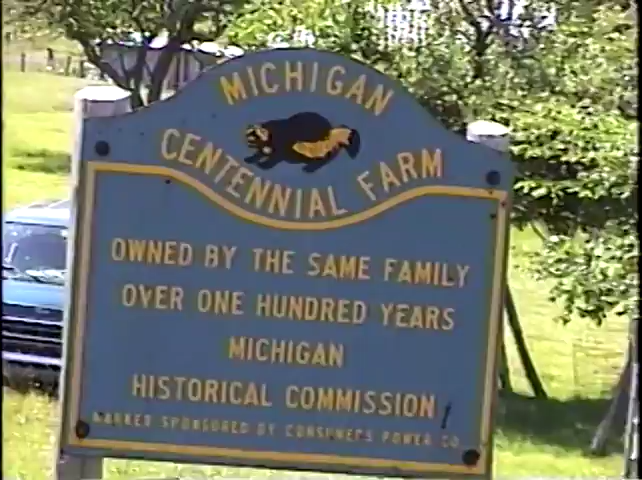 MICHIGAN
CENTENNIAL FARM
OWNED BY THE SAME FAMILY
OVER ONE HUNDRED YEARS
MICHIGAN
HISTORICAL COMMISSION
MARKER SPONSORED BY CONSUMERS POWER CO.